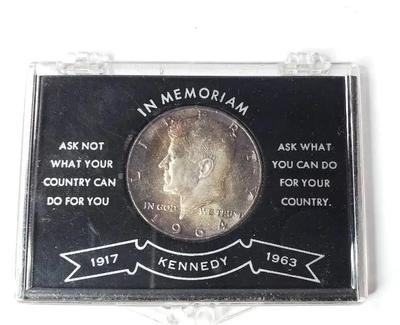 IN MEMORIAM
ASK NOT
WHAT YOUR
COUNTRY CAN
DO FOR YOU
LIBERTY
IN GOD WE TRUST
1964
ASK WHAT
YOU CAN DO
FOR YOUR
COUNTRY.
1917 KENNEDY 1963